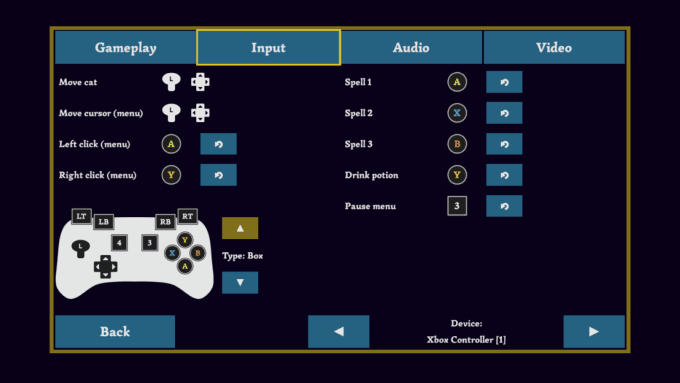 Gameplay
Input
Audio
Video
Move cat L
Move cursor (menu) L
Left click (menu) A
Right click (menu) Y
Spell 1 A
Spell 2 X
Spell 3 B
Drink potion Y
Pause menu 3
LT LB RB RT
L 4 3 Y X B A
Type: Box
Back
Device:
Xbox Controller [1]